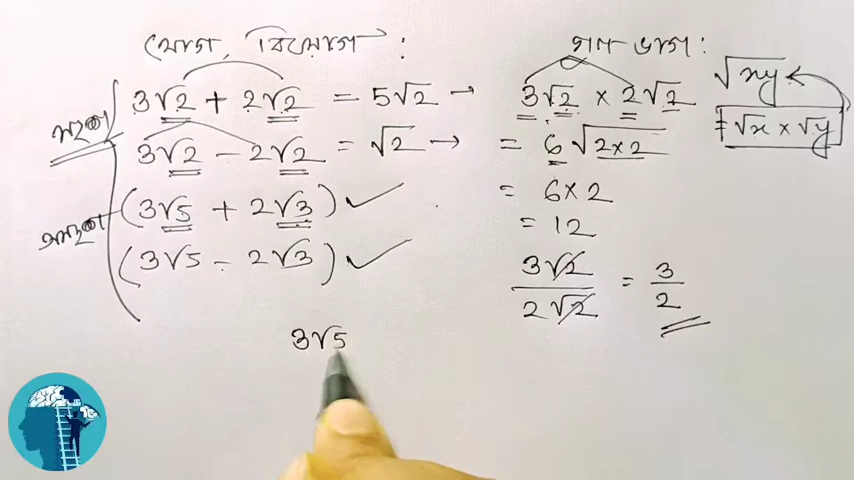 যোগ, বিয়োগ :
3√2 + 2√2 = 5√2 →
3√2 - 2√2 = √2 →
(3√5 + 2√3) ✓
(3√5 - 2√3) ✓
3√5
গুন ভাগ :
3√2 × 2√2
= 6√2×2
= 6×2
= 12
3√2 / 2√2 = 3/2
√xy
= √x × √y